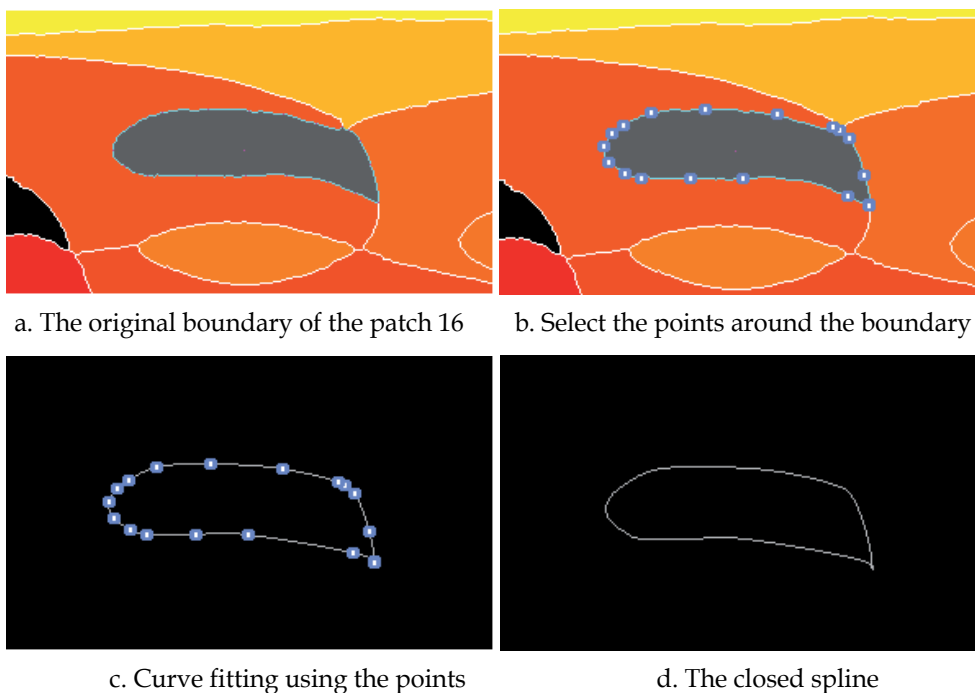 a. The original boundary of the patch 16
b. Select the points around the boundary
c. Curve fitting using the points
d. The closed spline